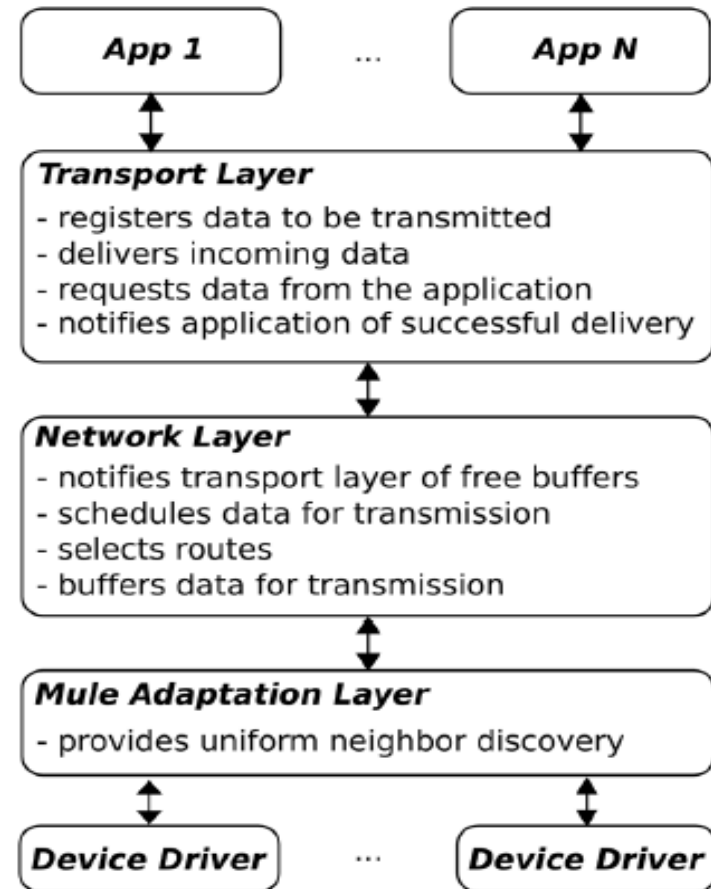 App 1 ... App N
Transport Layer
- registers data to be transmitted
- delivers incoming data
- requests data from the application
- notifies application of successful delivery
Network Layer
- notifies transport layer of free buffers
- schedules data for transmission
- selects routes
- buffers data for transmission
Mule Adaptation Layer
- provides uniform neighbor discovery
Device Driver ... Device Driver